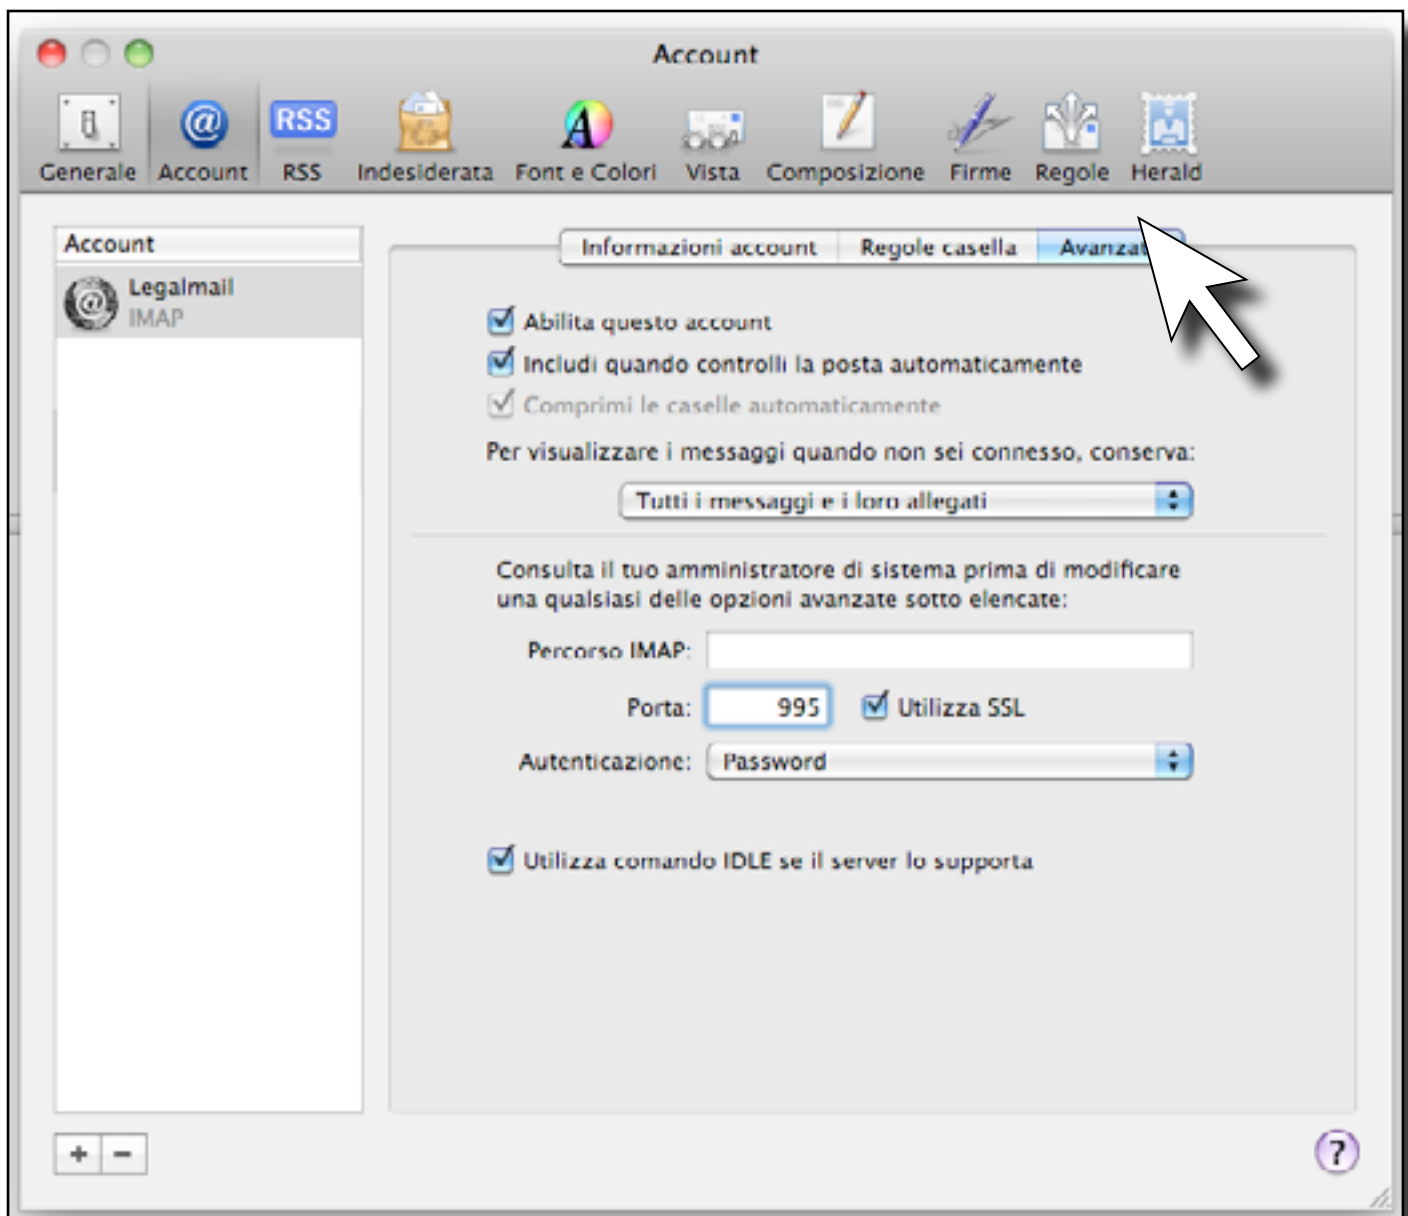 Account
Generale Account RSS Indesiderata Font e Colori Vista Composizione Firme Regole Herald
RSS
Account
Legalmail
IMAP
Informazioni account Regole casella Avanzat
Abilita questo account
Includi quando controlli la posta automaticamente
Comprimi le caselle automaticamente
Per visualizzare i messaggi quando non sei connesso, conserva:
Tutti i messaggi e i loro allegati
Consulta il tuo amministratore di sistema prima di modificare
una qualsiasi delle opzioni avanzate sotto elencate:
Percorso IMAP:
Porta: 995 Utilizza SSL
Autenticazione: Password
Utilizza comando IDLE se il server lo supporta